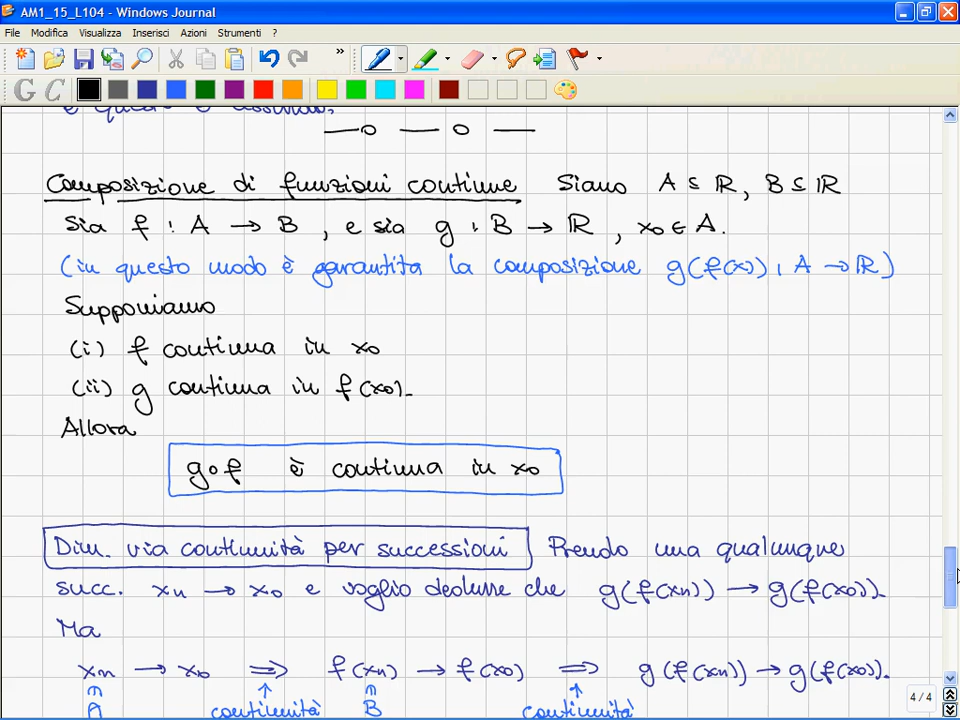 AM1_15_L104 - Windows Journal
File Modifica Visualizza Inserisci Azioni Strumenti ?
Composizione di funzioni continue Siano A ⊆ ℝ, B ⊆ ℝ
Sia f : A → B , e sia g : B → ℝ , x₀ ∈ A.
(in questo modo è garantita la composizione g(f(x)) : A → ℝ)
Supponiamo
(i) f continua in x₀
(ii) g continua in f(x₀).
Allora
g∘f è continua in x₀
Dim. via continuità per successioni Prendo una qualunque
succ. xₙ → x₀ e voglio dedurre che g(f(xₙ)) → g(f(x₀)).
Ma
xₙ → x₀ ⟹ f(xₙ) → f(x₀) ⟹ g(f(xₙ)) → g(f(x₀)).
A continuità B continuità
4 / 4